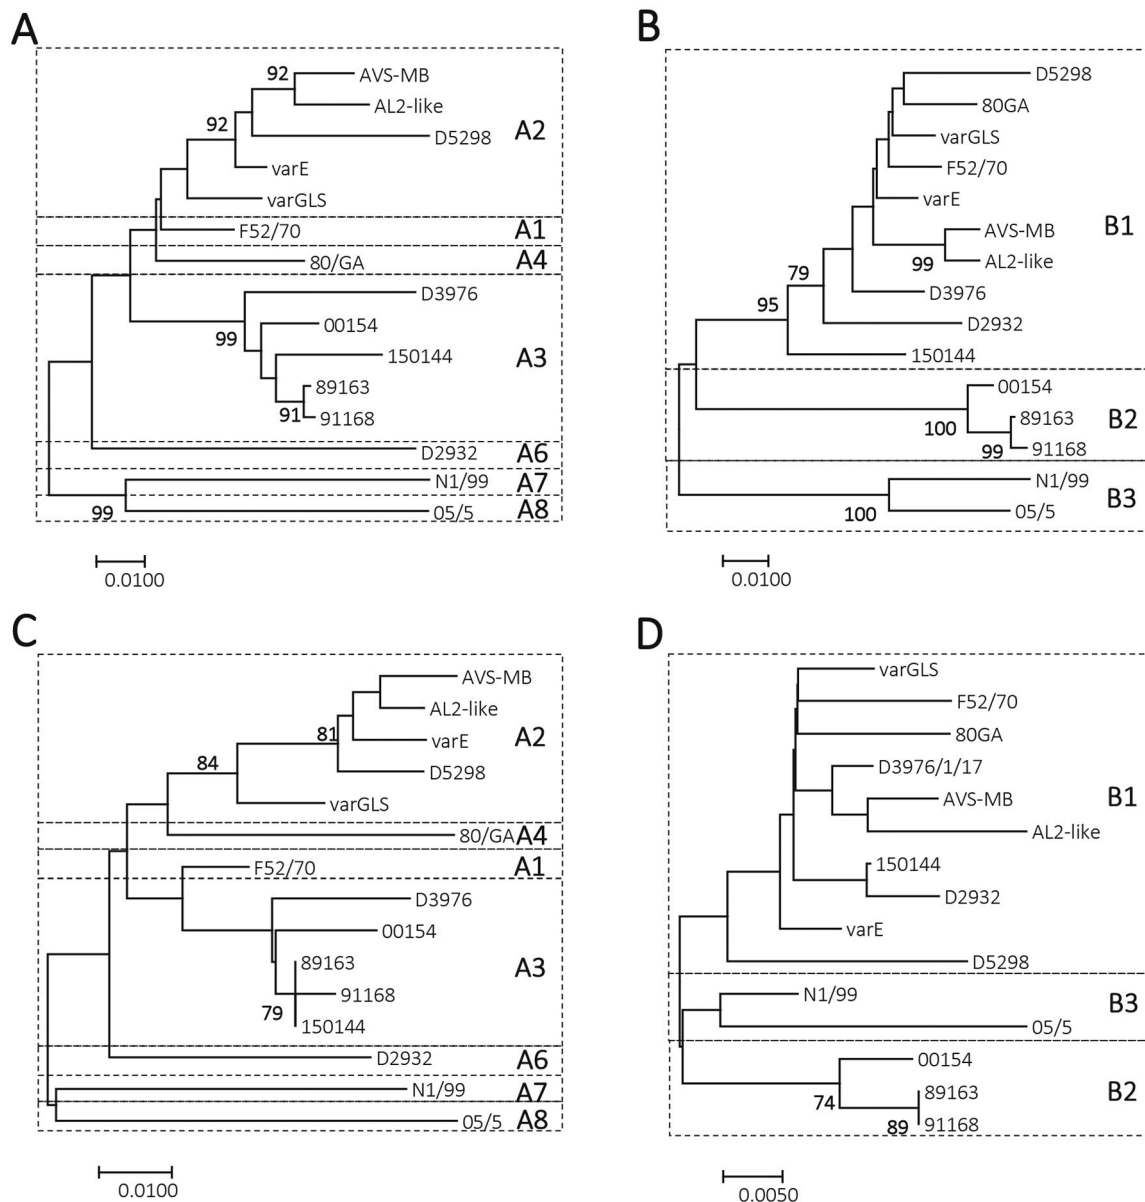 A
92
AVS-MB
AL2-like
92
D5298
A2
varE
varGLS
F52/70
A1
80/GA
A4
D3976
00154
99
150144
A3
89163
91
91168
D2932
A6
N1/99
A7
99
05/5
A8
0.0100
B
D5298
80GA
varGLS
F52/70
varE
B1
AVS-MB
99
AL2-like
79
D3976
95
D2932
150144
00154
89163
B2
100
99
91168
N1/99
B3
100
05/5
0.0100
C
AVS-MB
AL2-like
81
varE
A2
84
D5298
varGLS
80/GA
A4
F52/70
A1
D3976
00154
89163
A3
91168
79
150144
D2932
A6
N1/99
A7
05/5
A8
0.0100
D
varGLS
F52/70
80GA
D3976/1/17
AVS-MB
B1
AL2-like
150144
D2932
varE
D5298
N1/99
B3
05/5
00154
89163
B2
74
89
91168
0.0050